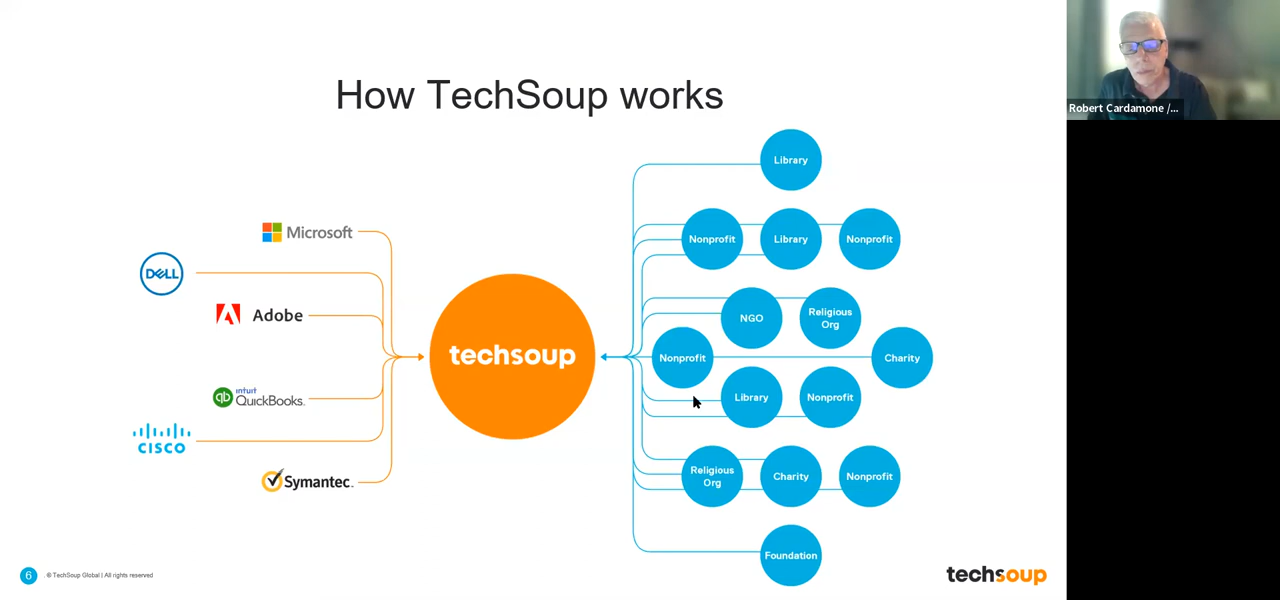 How TechSoup works
Robert Cardamone /...
Microsoft
DELL
Adobe
intuit
qb QuickBooks.
CISCO
Symantec.
techsoup
Library
Nonprofit Library Nonprofit
NGO Religious
Org
Nonprofit Charity
Library Nonprofit
Religious
Org Charity Nonprofit
Foundation
6 . © TechSoup Global | All rights reserved
techsoup